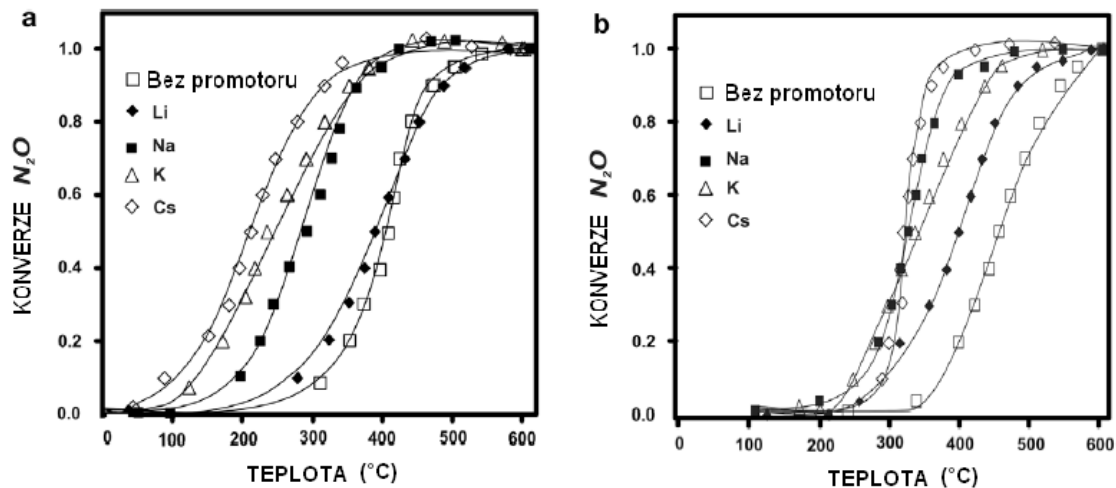 a
KONVERZE N₂O
1.0
0.8
0.6
0.4
0.2
0.0
Bez promotoru
Li
Na
K
Cs
0 100 200 300 400 500 600
TEPLOTA (°C)
b
KONVERZE N₂O
1.0
0.8
0.6
0.4
0.2
0.0
Bez promotoru
Li
Na
K
Cs
0 100 200 300 400 500 600
TEPLOTA (°C)